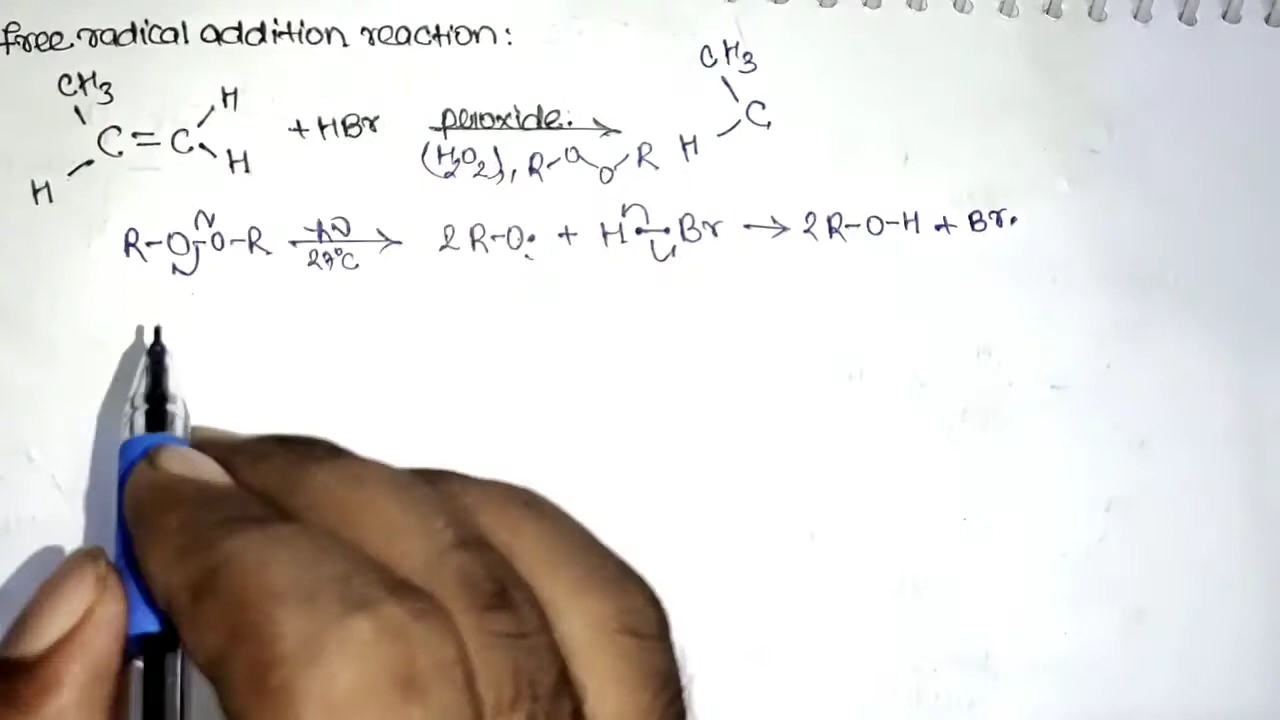 free radical addition reaction:
CH3 CH3
H
C=C + HBr peroxide: C
H (H2O2), R-O-O-R H
H
R-O-O-R hν 2R-O• + H-Br → 2R-O-H + Br•
27°C